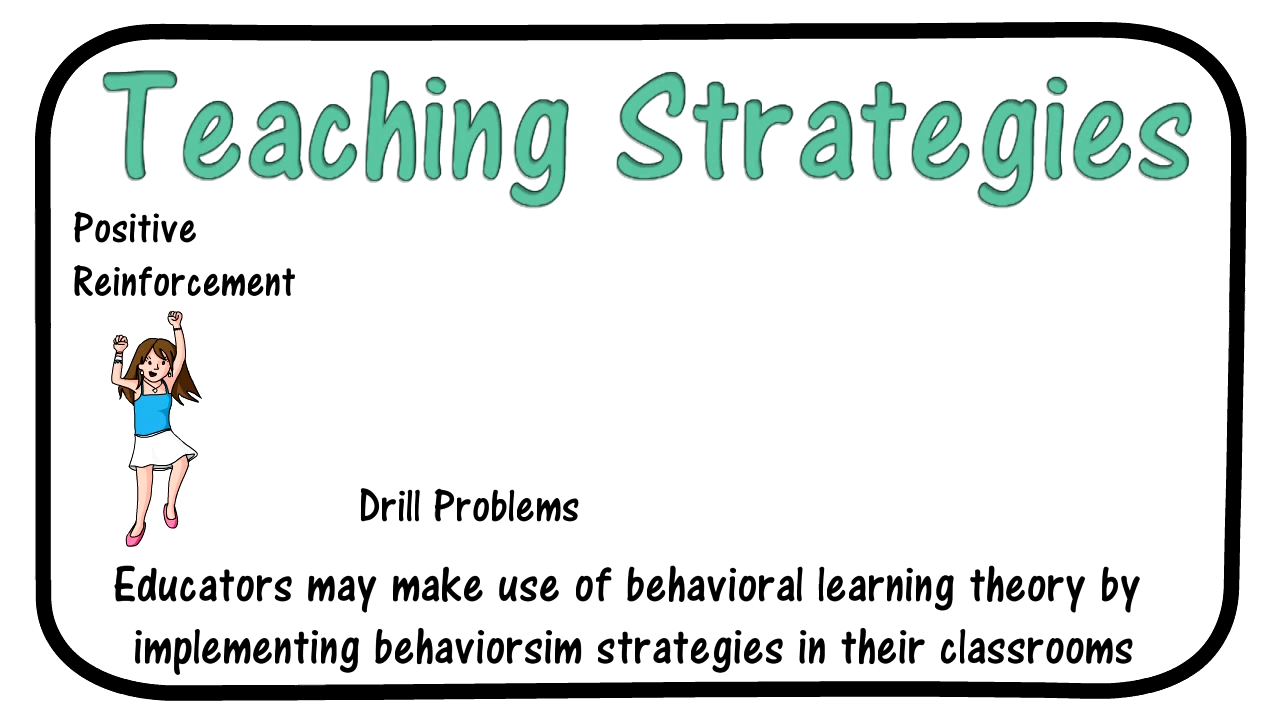 Teaching Strategies
Positive
Reinforcement
Drill Problems
Educators may make use of behavioral learning theory by
implementing behaviorsim strategies in their classrooms